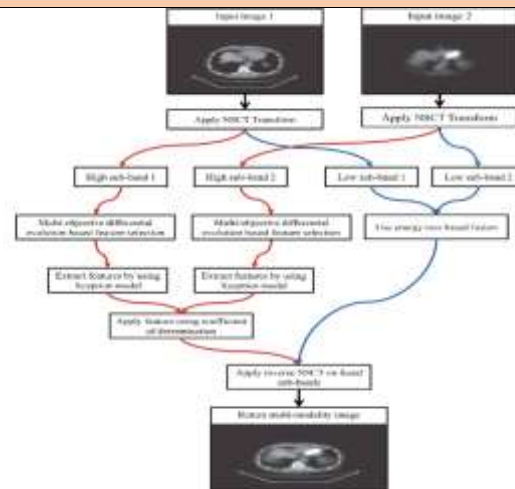 Input image 1
Input image 2
Apply NSCT Transform
Apply NSCT Transform
High sub-band 1
High sub-band 2
Low sub-band 1
Low sub-band 2
Multi-objective differential
evolution based feature selection
Multi-objective differential
evolution based feature selection
Use energy loss based fusion
Extract features by using
Xception model
Extract features by using
Xception model
Apply fusion using coefficient
of determination
Apply inverse NSCT on fused
sub-bands
Return multi-modality image